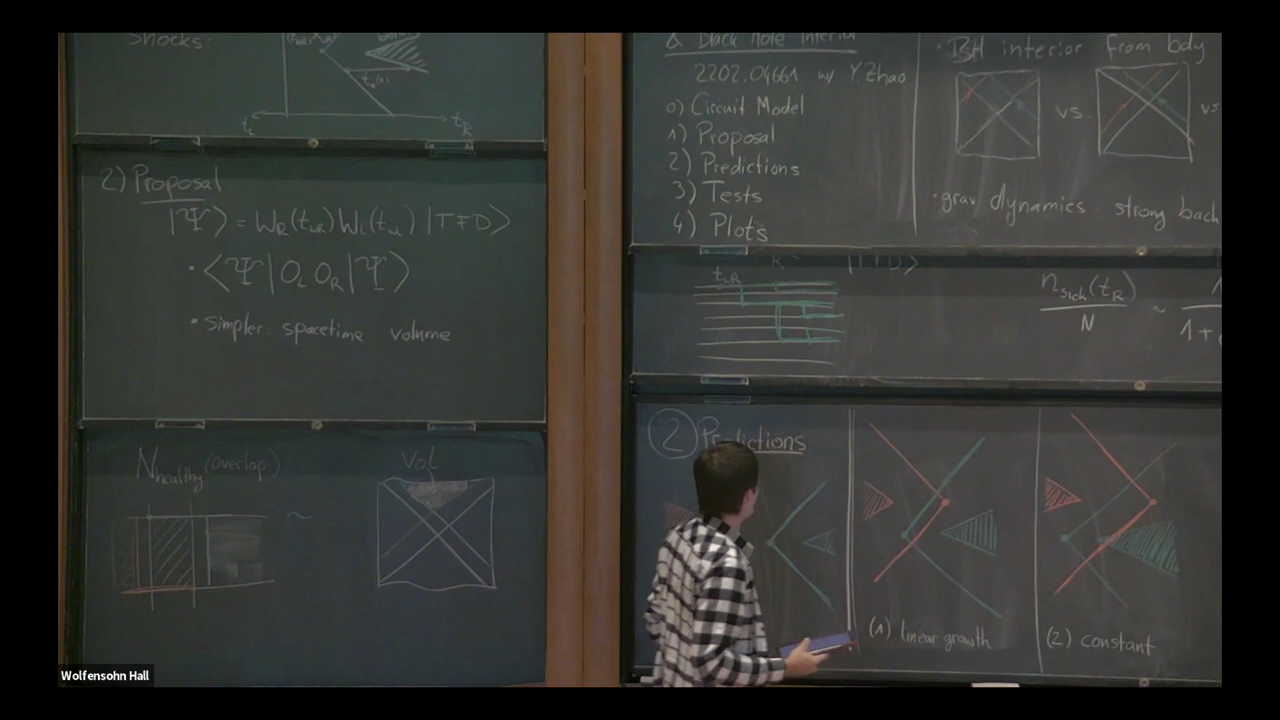 Shocks:
t_R
2) Proposal
|Ψ⟩ = W_R(t_WR) W_L(t_WL) |TFD⟩
• ⟨Ψ| O_L O_R |Ψ⟩
• simpler: spacetime volume
N_healthy (overlap)
~
Vol
& Black Hole Interior
2202.04661 w/ Y Zhao
0) Circuit Model
1) Proposal
2) Predictions
3) Tests
4) Plots
• BH interior from bdy
vs.
vs
• grav dynamics strong back
t_WR
n_sick(t_R)
N
~
1 +
2 Predictions
(1) linear growth
(2) constant
Wolfensohn Hall